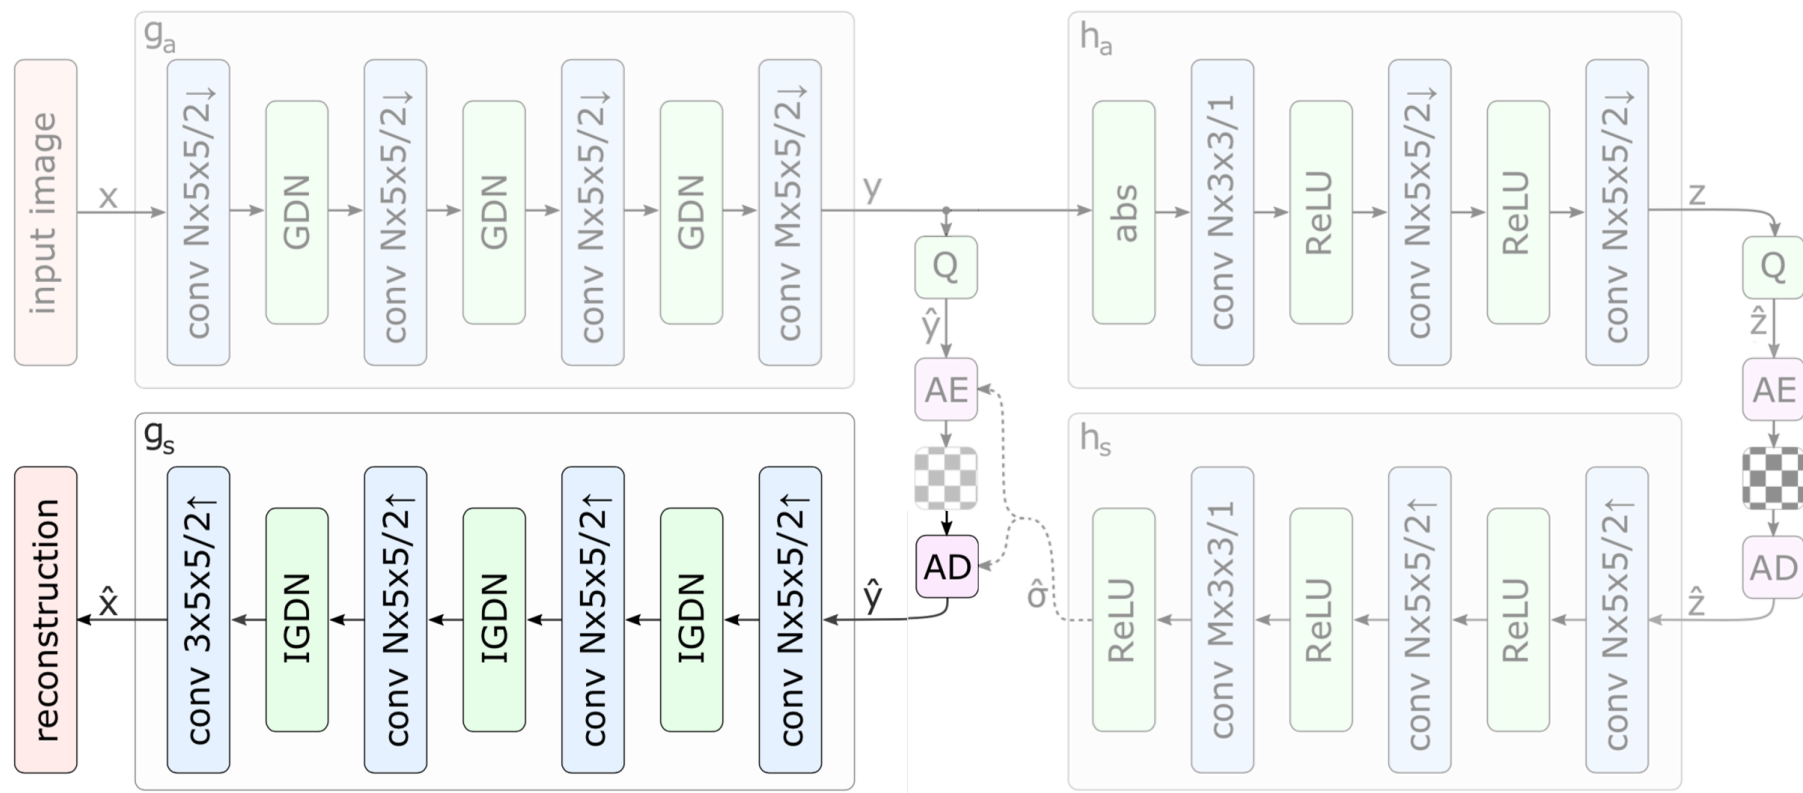 g_a
input image
x
conv Nx5x5/2↓
GDN
conv Nx5x5/2↓
GDN
conv Nx5x5/2↓
GDN
conv Mx5x5/2↓
y
h_a
abs
conv Nx3x3/1
ReLU
conv Nx5x5/2↓
ReLU
conv Nx5x5/2↓
z
Q
ŷ
AE
Q
ẑ
AE
g_s
reconstruction
x̂
conv 3x5x5/2↑
IGDN
conv Nx5x5/2↑
IGDN
conv Nx5x5/2↑
IGDN
conv Nx5x5/2↑
ŷ
AD
σ̂
h_s
ReLU
conv Mx3x3/1
ReLU
conv Nx5x5/2↑
ReLU
conv Nx5x5/2↑
ẑ
AD